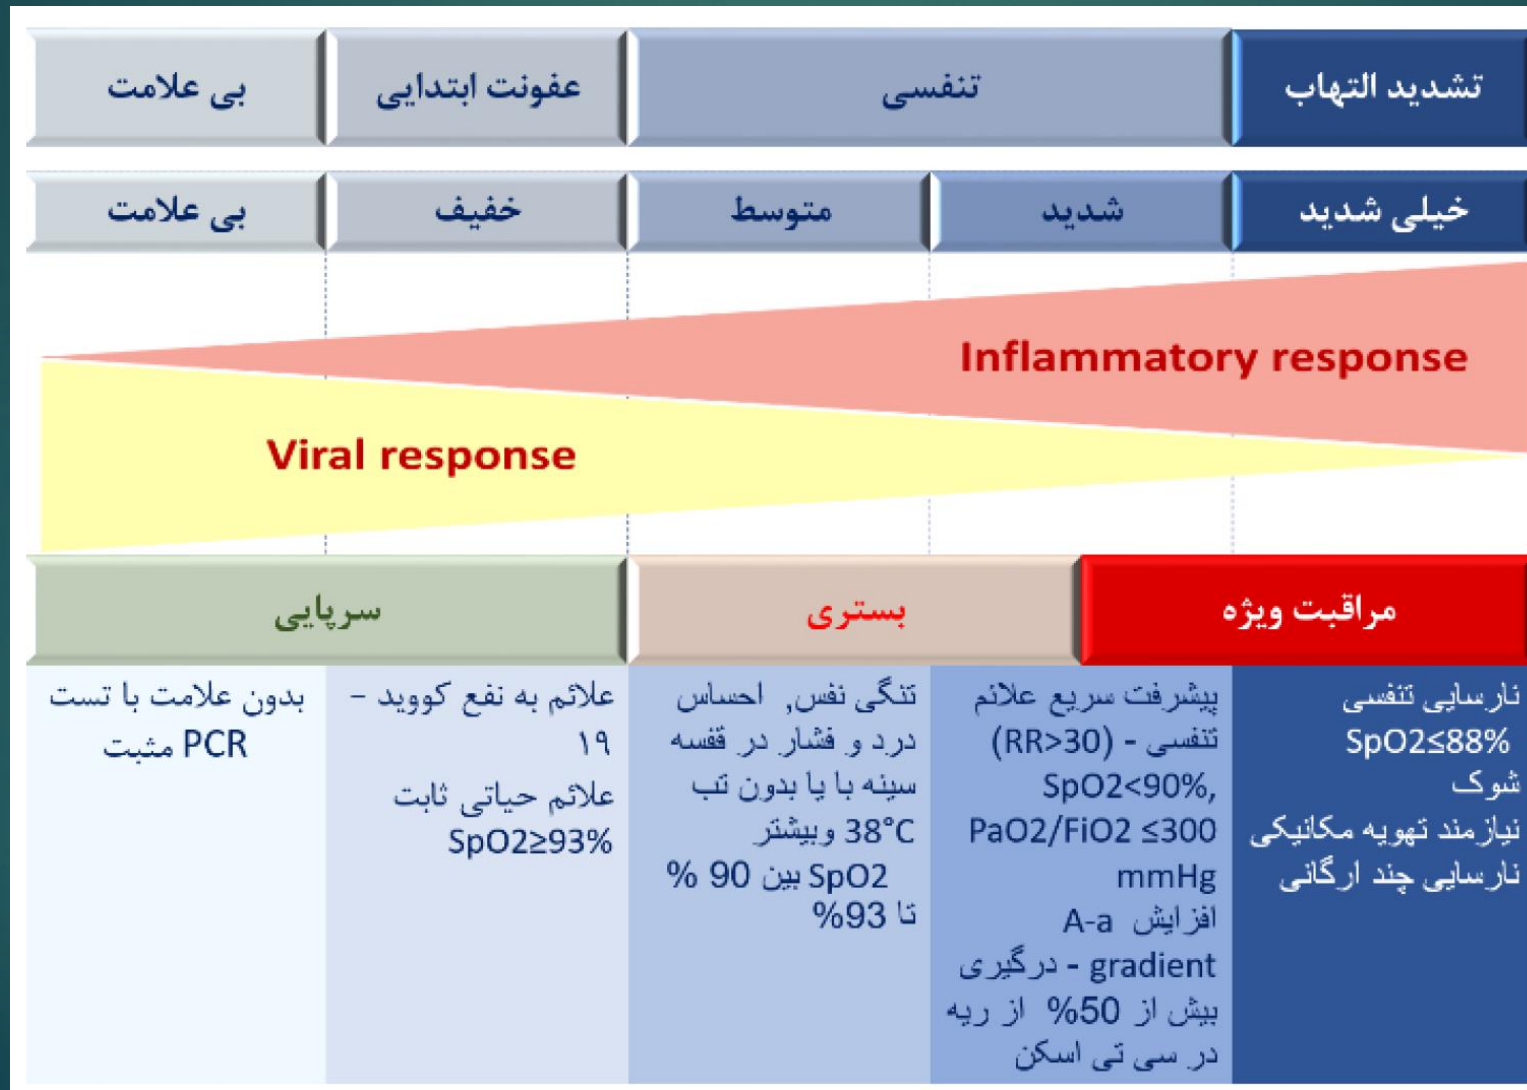 بی علامت
عفونت ابتدایی
تنفسی
تشدید التهاب
بی علامت
خفیف
متوسط
شدید
خیلی شدید
Inflammatory response
Viral response
سرپایی
بستری
مراقبت ویژه
بدون علامت با تست
PCR مثبت
علائم به نفع کووید –
۱۹
علائم حیاتی ثابت
SpO2≥93%
تنگی نفس, احساس
درد و فشار در قفسه
سینه با یا بدون تب
38°C وبیشتر
SpO2 بین 90 %
تا 93%
پیشرفت سریع علائم
تنفسی - (RR>30)
SpO2<90%,
PaO2/FiO2 ≤300
mmHg
افزایش A-a
gradient - درگیری
بیش از 50% از ریه
در سی تی اسکن
نارسایی تنفسی
SpO2≤88%
شوک
نیازمند تهویه مکانیکی
نارسایی چند ارگانی